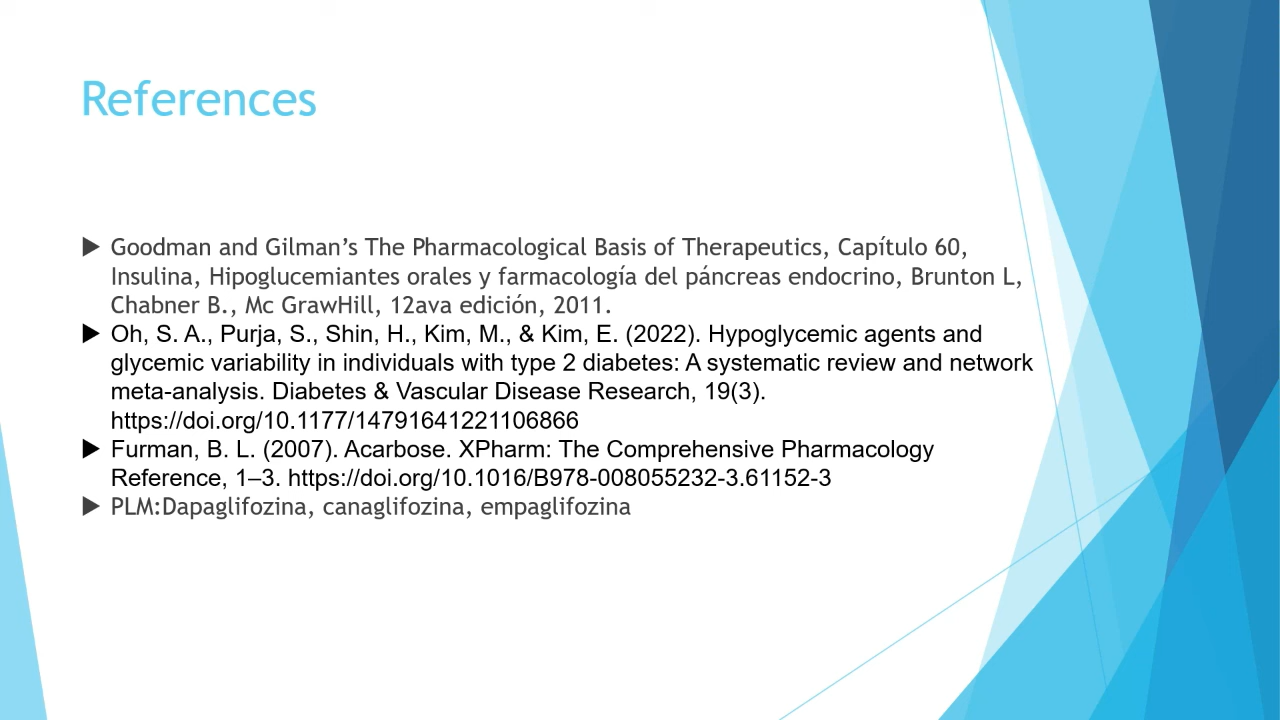 References
Goodman and Gilman’s The Pharmacological Basis of Therapeutics, Capítulo 60,
Insulina, Hipoglucemiantes orales y farmacología del páncreas endocrino, Brunton L,
Chabner B., Mc GrawHill, 12ava edición, 2011.
Oh, S. A., Purja, S., Shin, H., Kim, M., & Kim, E. (2022). Hypoglycemic agents and
glycemic variability in individuals with type 2 diabetes: A systematic review and network
meta-analysis. Diabetes & Vascular Disease Research, 19(3).
https://doi.org/10.1177/14791641221106866
Furman, B. L. (2007). Acarbose. XPharm: The Comprehensive Pharmacology
Reference, 1–3. https://doi.org/10.1016/B978-008055232-3.61152-3
PLM:Dapaglifozina, canaglifozina, empaglifozina